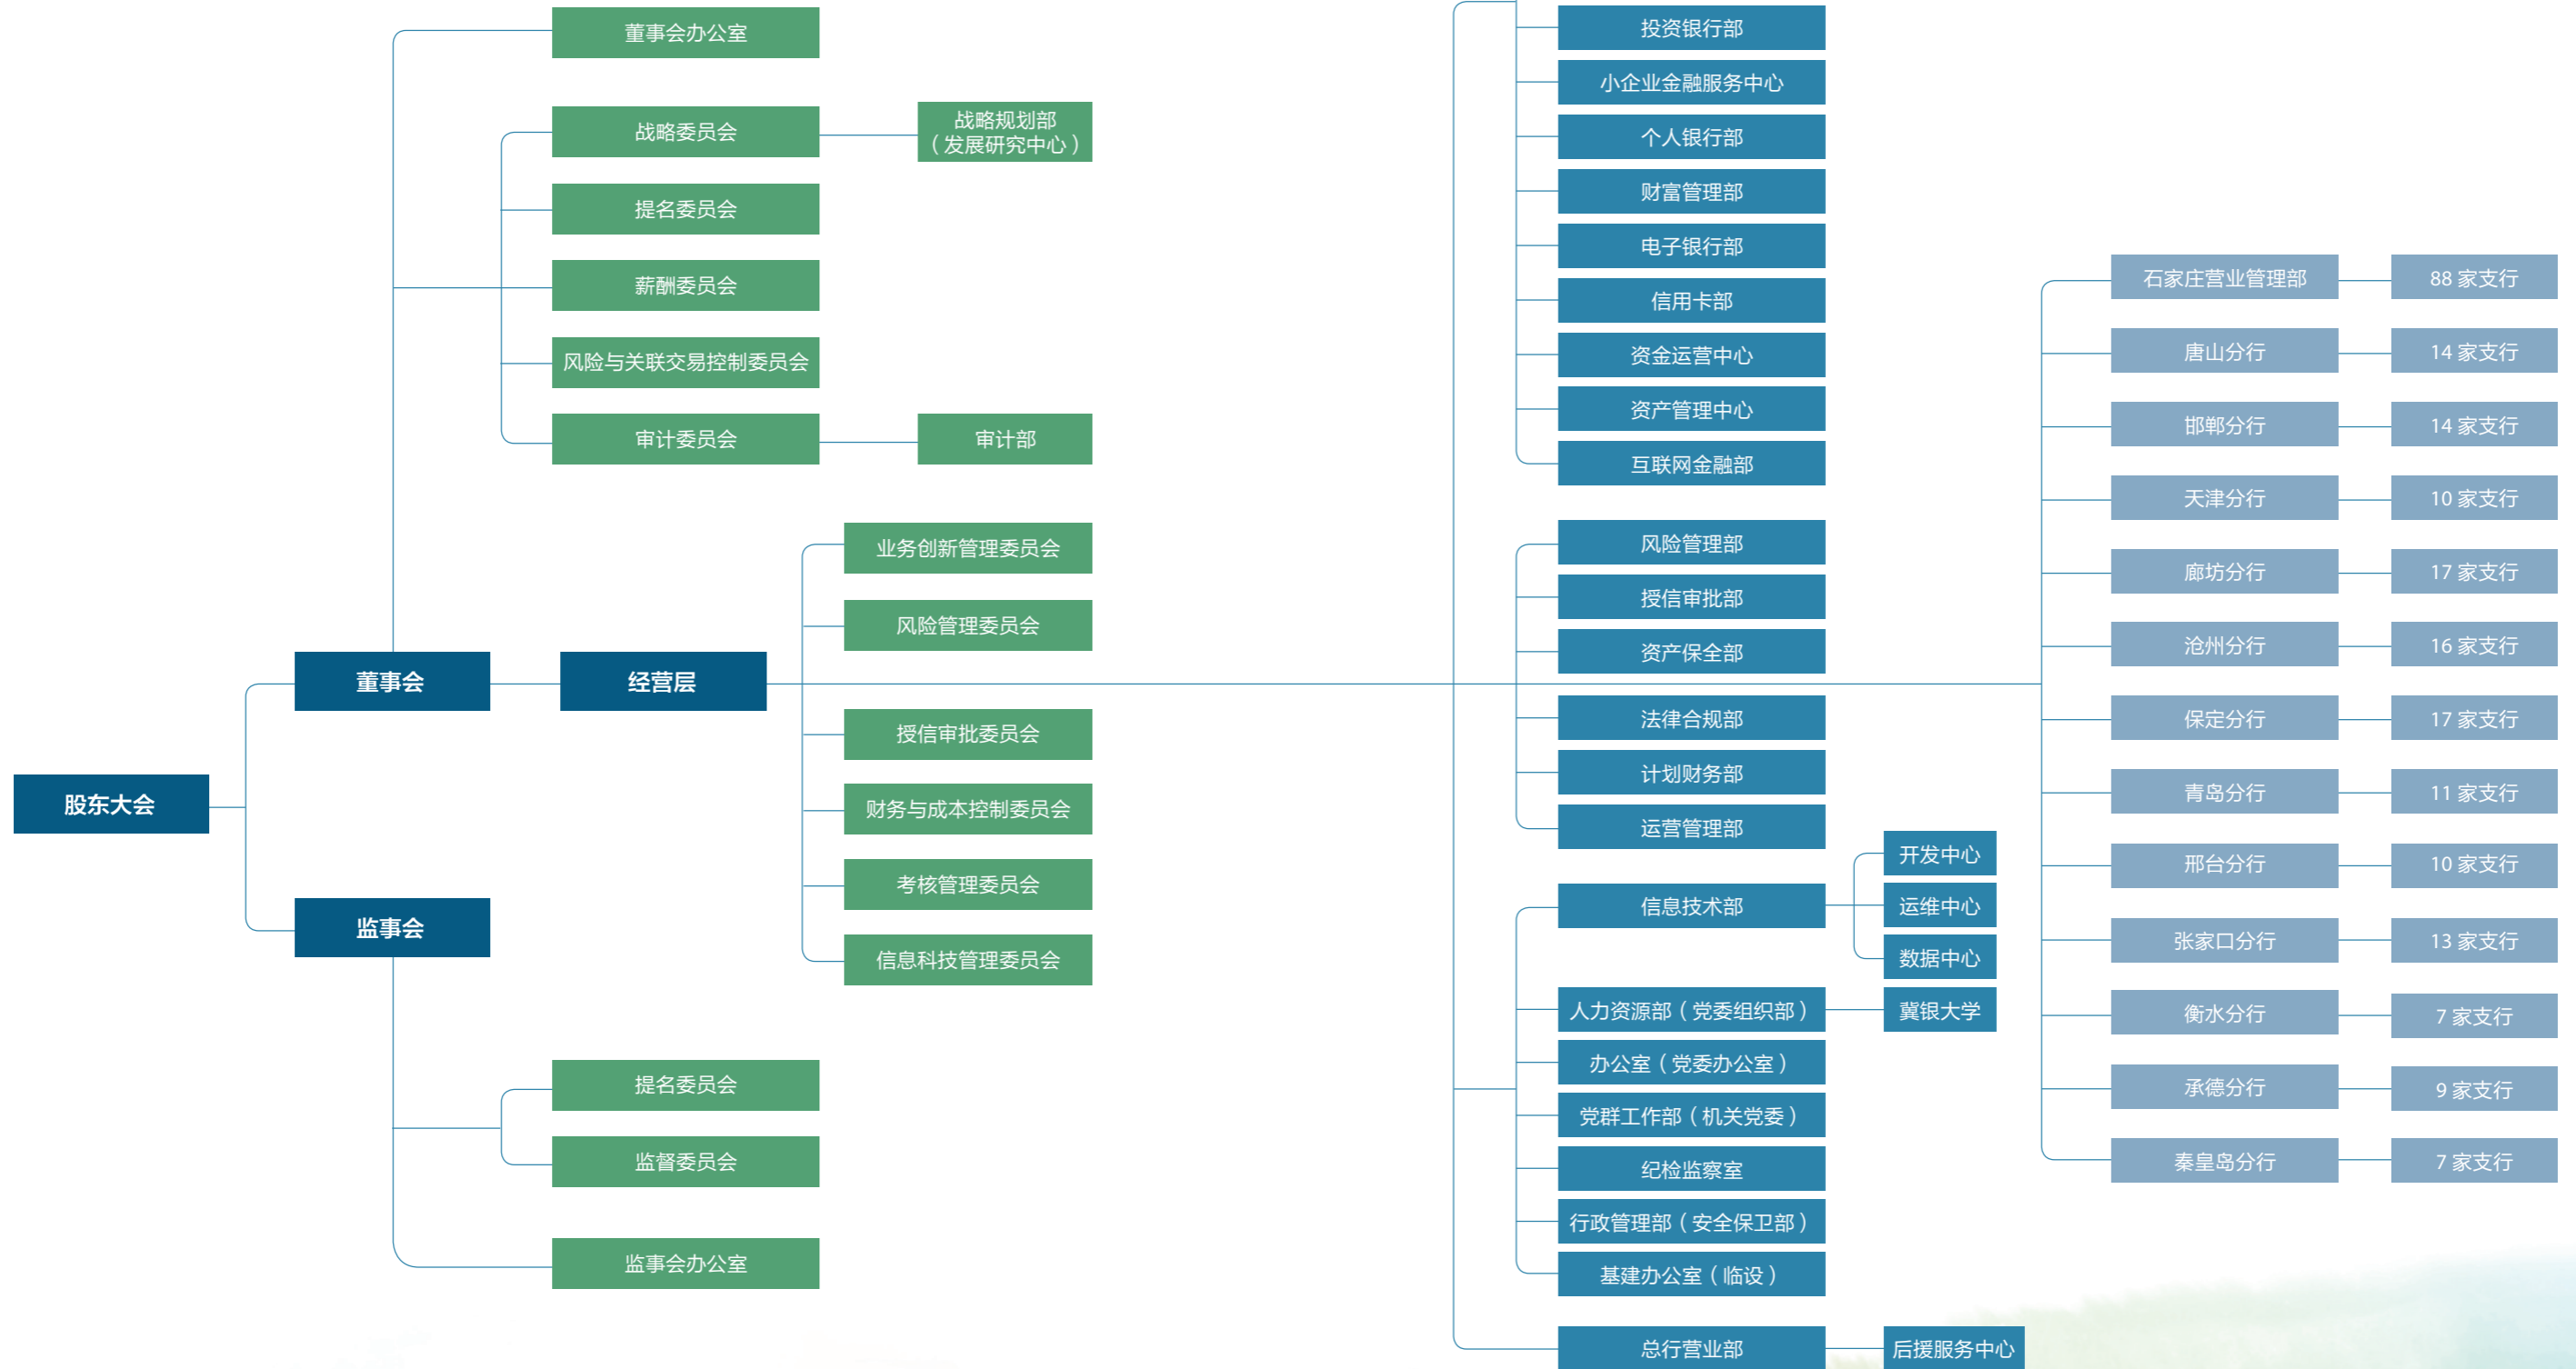 董事会办公室
战略委员会
战略规划部
（发展研究中心）
提名委员会
薪酬委员会
风险与关联交易控制委员会
审计委员会
审计部
业务创新管理委员会
风险管理委员会
董事会
经营层
授信审批委员会
股东大会
财务与成本控制委员会
考核管理委员会
监事会
信息科技管理委员会
提名委员会
监督委员会
监事会办公室
投资银行部
小企业金融服务中心
个人银行部
财富管理部
电子银行部
信用卡部
资金运营中心
资产管理中心
互联网金融部
风险管理部
授信审批部
资产保全部
法律合规部
计划财务部
运营管理部
信息技术部
开发中心
运维中心
数据中心
人力资源部（党委组织部）
冀银大学
办公室（党委办公室）
党群工作部（机关党委）
纪检监察室
行政管理部（安全保卫部）
基建办公室（临设）
总行营业部
后援服务中心
石家庄营业管理部
88 家支行
唐山分行
14 家支行
邯郸分行
14 家支行
天津分行
10 家支行
廊坊分行
17 家支行
沧州分行
16 家支行
保定分行
17 家支行
青岛分行
11 家支行
邢台分行
10 家支行
张家口分行
13 家支行
衡水分行
7 家支行
承德分行
9 家支行
秦皇岛分行
7 家支行